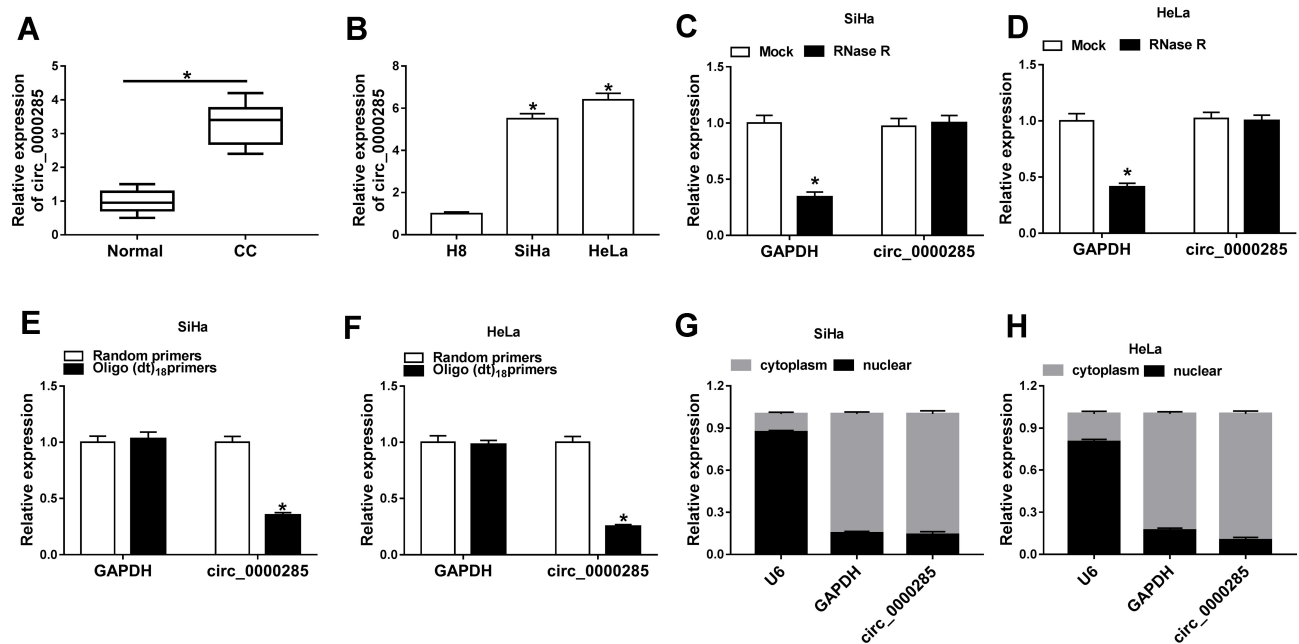 A
Relative expression
of circ_0000285
5
4
3
2
1
0
*
Normal
CC
B
Relative expression
of circ_0000285
8
6
4
2
0
*
*
H8
SiHa
HeLa
C
SiHa
Mock
RNase R
Relative expression
1.5
1.0
0.5
0.0
*
GAPDH
circ_0000285
D
HeLa
Mock
RNase R
Relative expression
1.5
1.0
0.5
0.0
*
GAPDH
circ_0000285
E
SiHa
Random primers
Oligo (dt)18primers
Relative expression
1.5
1.0
0.5
0.0
*
GAPDH
circ_0000285
F
HeLa
Random primers
Oligo (dt)18primers
Relative expression
1.5
1.0
0.5
0.0
*
GAPDH
circ_0000285
G
SiHa
cytoplasm
nuclear
Relative expression
1.2
0.9
0.6
0.3
0.0
U6
GAPDH
circ_0000285
H
HeLa
cytoplasm
nuclear
Relative expression
1.2
0.9
0.6
0.3
0.0
U6
GAPDH
circ_0000285